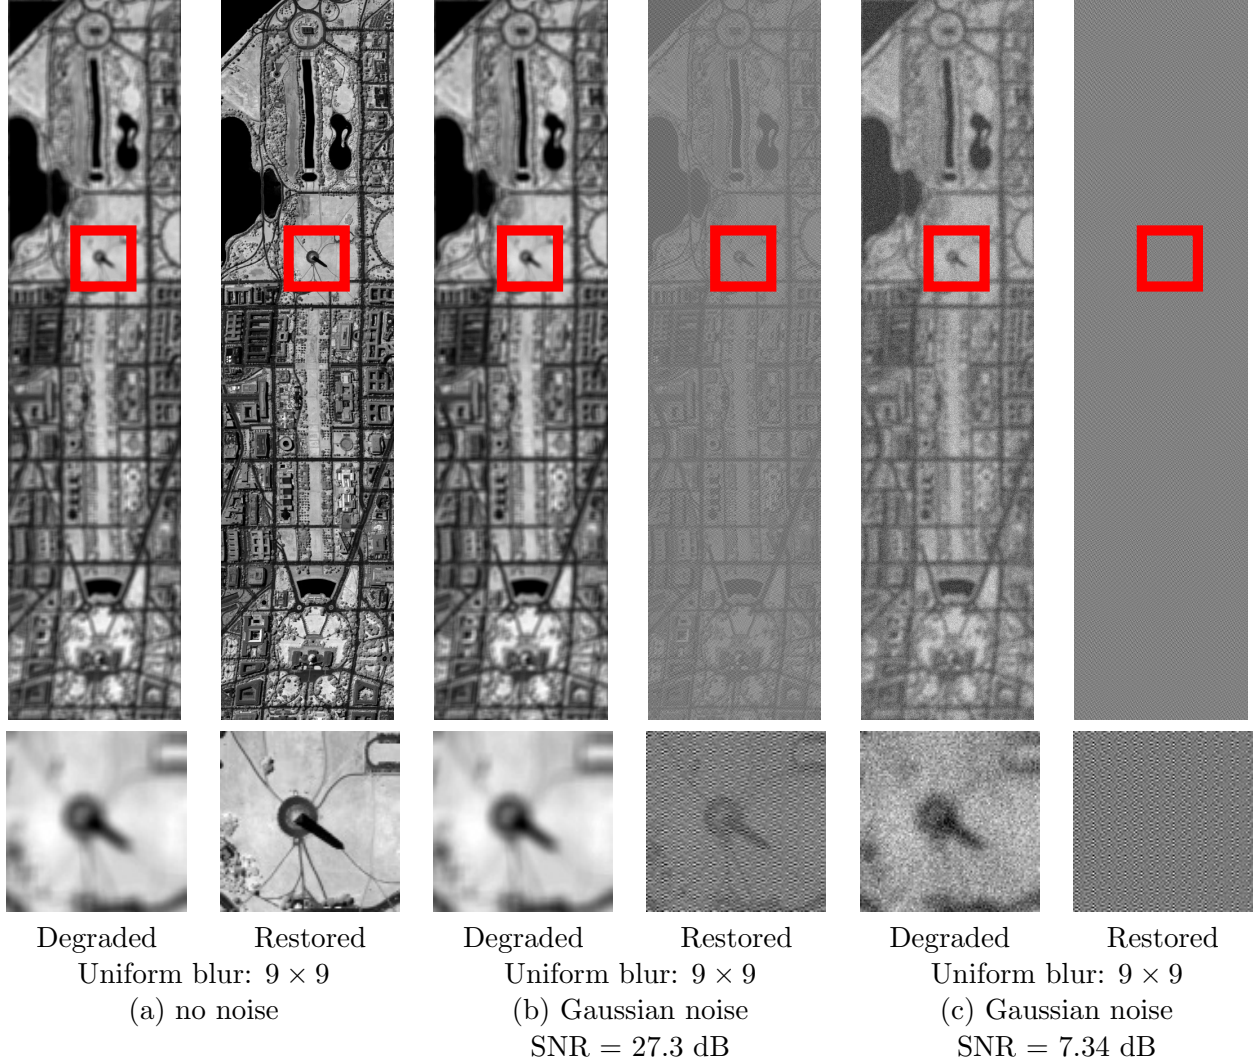 Degraded Restored Degraded Restored Degraded Restored
Uniform blur: 9 × 9 Uniform blur: 9 × 9 Uniform blur: 9 × 9
(a) no noise (b) Gaussian noise (c) Gaussian noise
SNR = 27.3 dB SNR = 7.34 dB